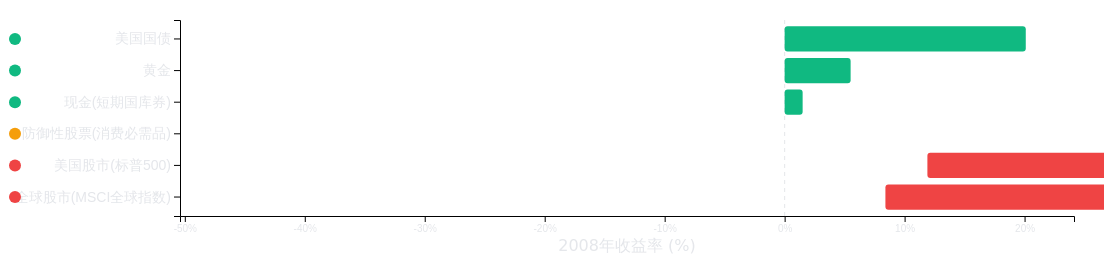 美国国债
黄金
现金(短期国库券)
防御性股票(消费必需品)
美国股市(标普500)
全球股市(MSCI全球指数)
-50% -40% -30% -20% -10% 0% 10% 20%
2008年收益率 (%)